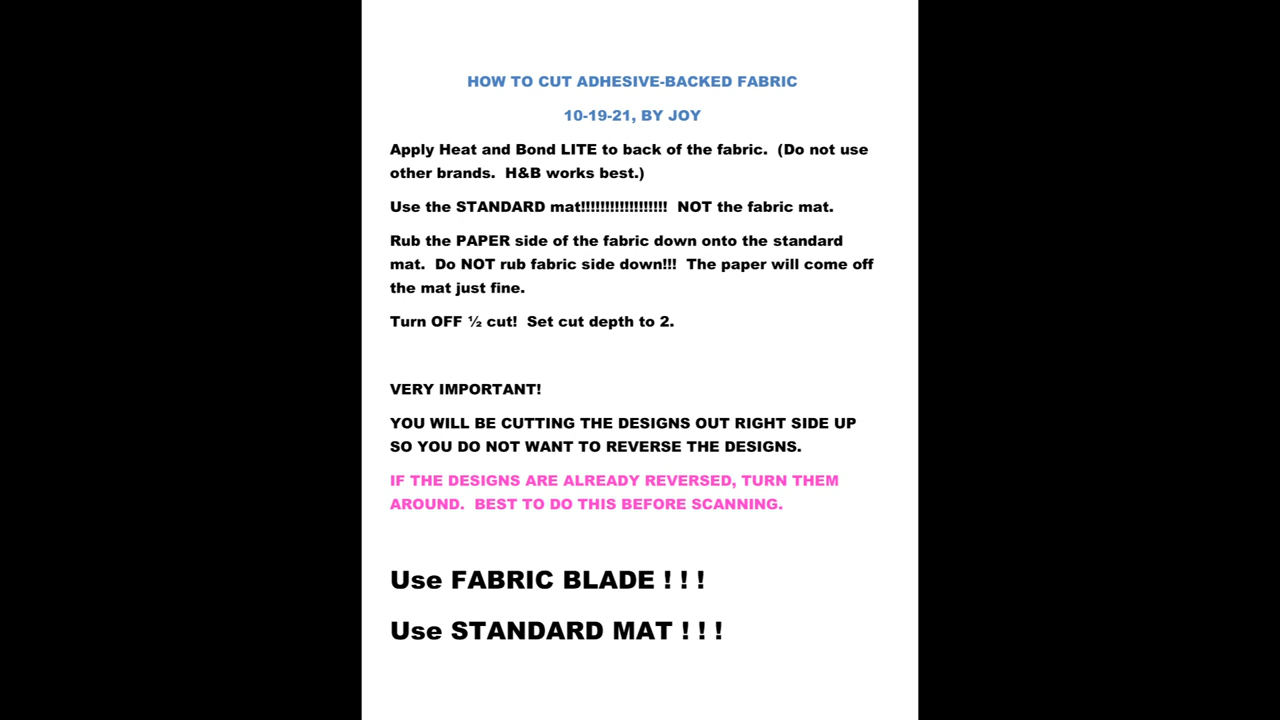 HOW TO CUT ADHESIVE-BACKED FABRIC
10-19-21, BY JOY
Apply Heat and Bond LITE to back of the fabric.  (Do not use
other brands.  H&B works best.)
Use the STANDARD mat!!!!!!!!!!!!!!!!!!  NOT the fabric mat.
Rub the PAPER side of the fabric down onto the standard
mat.  Do NOT rub fabric side down!!!  The paper will come off
the mat just fine.
Turn OFF ½ cut!  Set cut depth to 2.
VERY IMPORTANT!
YOU WILL BE CUTTING THE DESIGNS OUT RIGHT SIDE UP
SO YOU DO NOT WANT TO REVERSE THE DESIGNS.
IF THE DESIGNS ARE ALREADY REVERSED, TURN THEM
AROUND.  BEST TO DO THIS BEFORE SCANNING.
Use FABRIC BLADE ! ! !
Use STANDARD MAT ! ! !